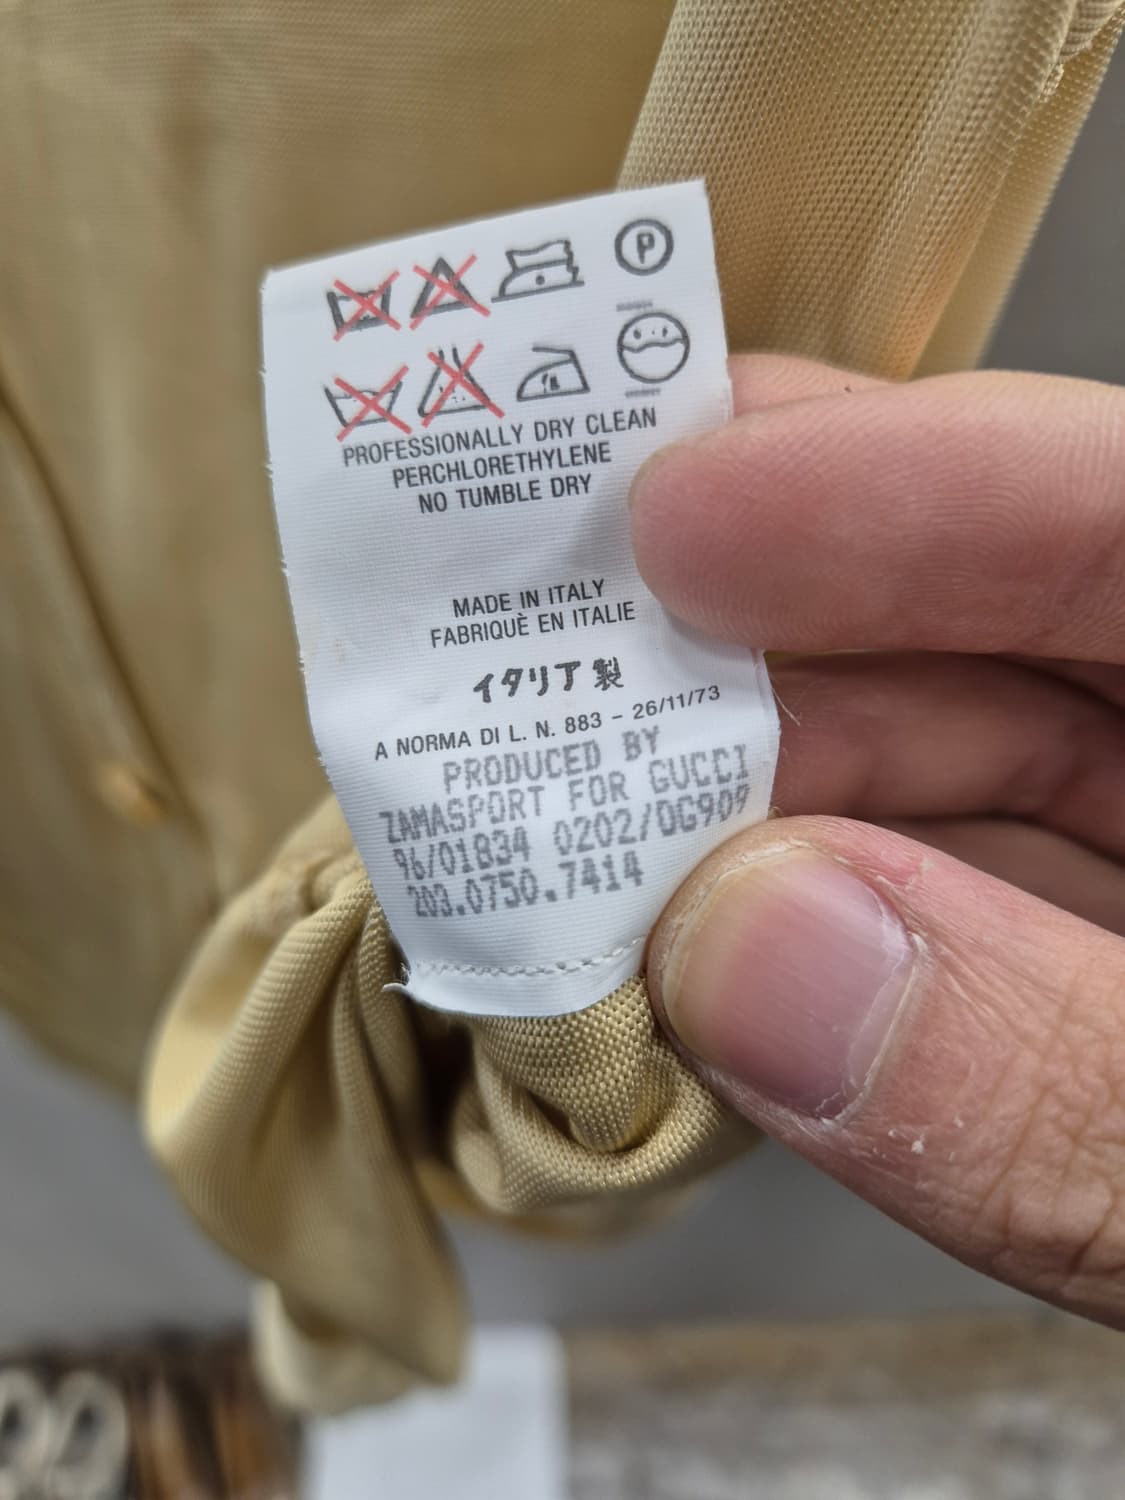 P
PROFESSIONALLY DRY CLEAN
PERCHLORETHYLENE
NO TUMBLE DRY
MADE IN ITALY
FABRIQUÈ EN ITALIE
イタリア製
A NORMA DI L. N. 883 - 26/11/73
PRODUCED BY
ZAMASPORT FOR GUCCI
96/01834 0202/OG909
203.0750.7414